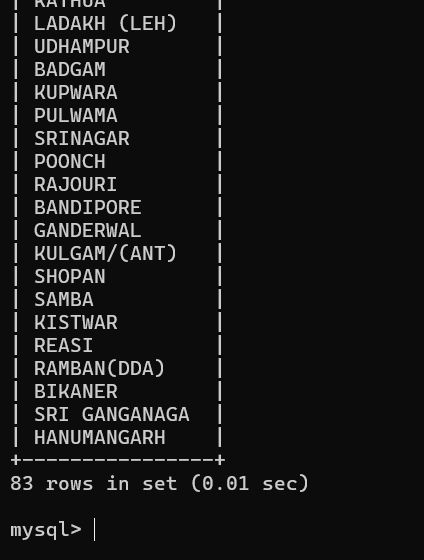 | KATHUA         |
| LADAKH (LEH)   |
| UDHAMPUR       |
| BADGAM         |
| KUPWARA        |
| PULWAMA        |
| SRINAGAR       |
| POONCH         |
| RAJOURI        |
| BANDIPORE      |
| GANDERWAL      |
| KULGAM/(ANT)   |
| SHOPAN         |
| SAMBA          |
| KISTWAR        |
| REASI          |
| RAMBAN(DDA)    |
| BIKANER        |
| SRI GANGANAGA  |
| HANUMANGARH    |
+----------------+
83 rows in set (0.01 sec)
mysql>